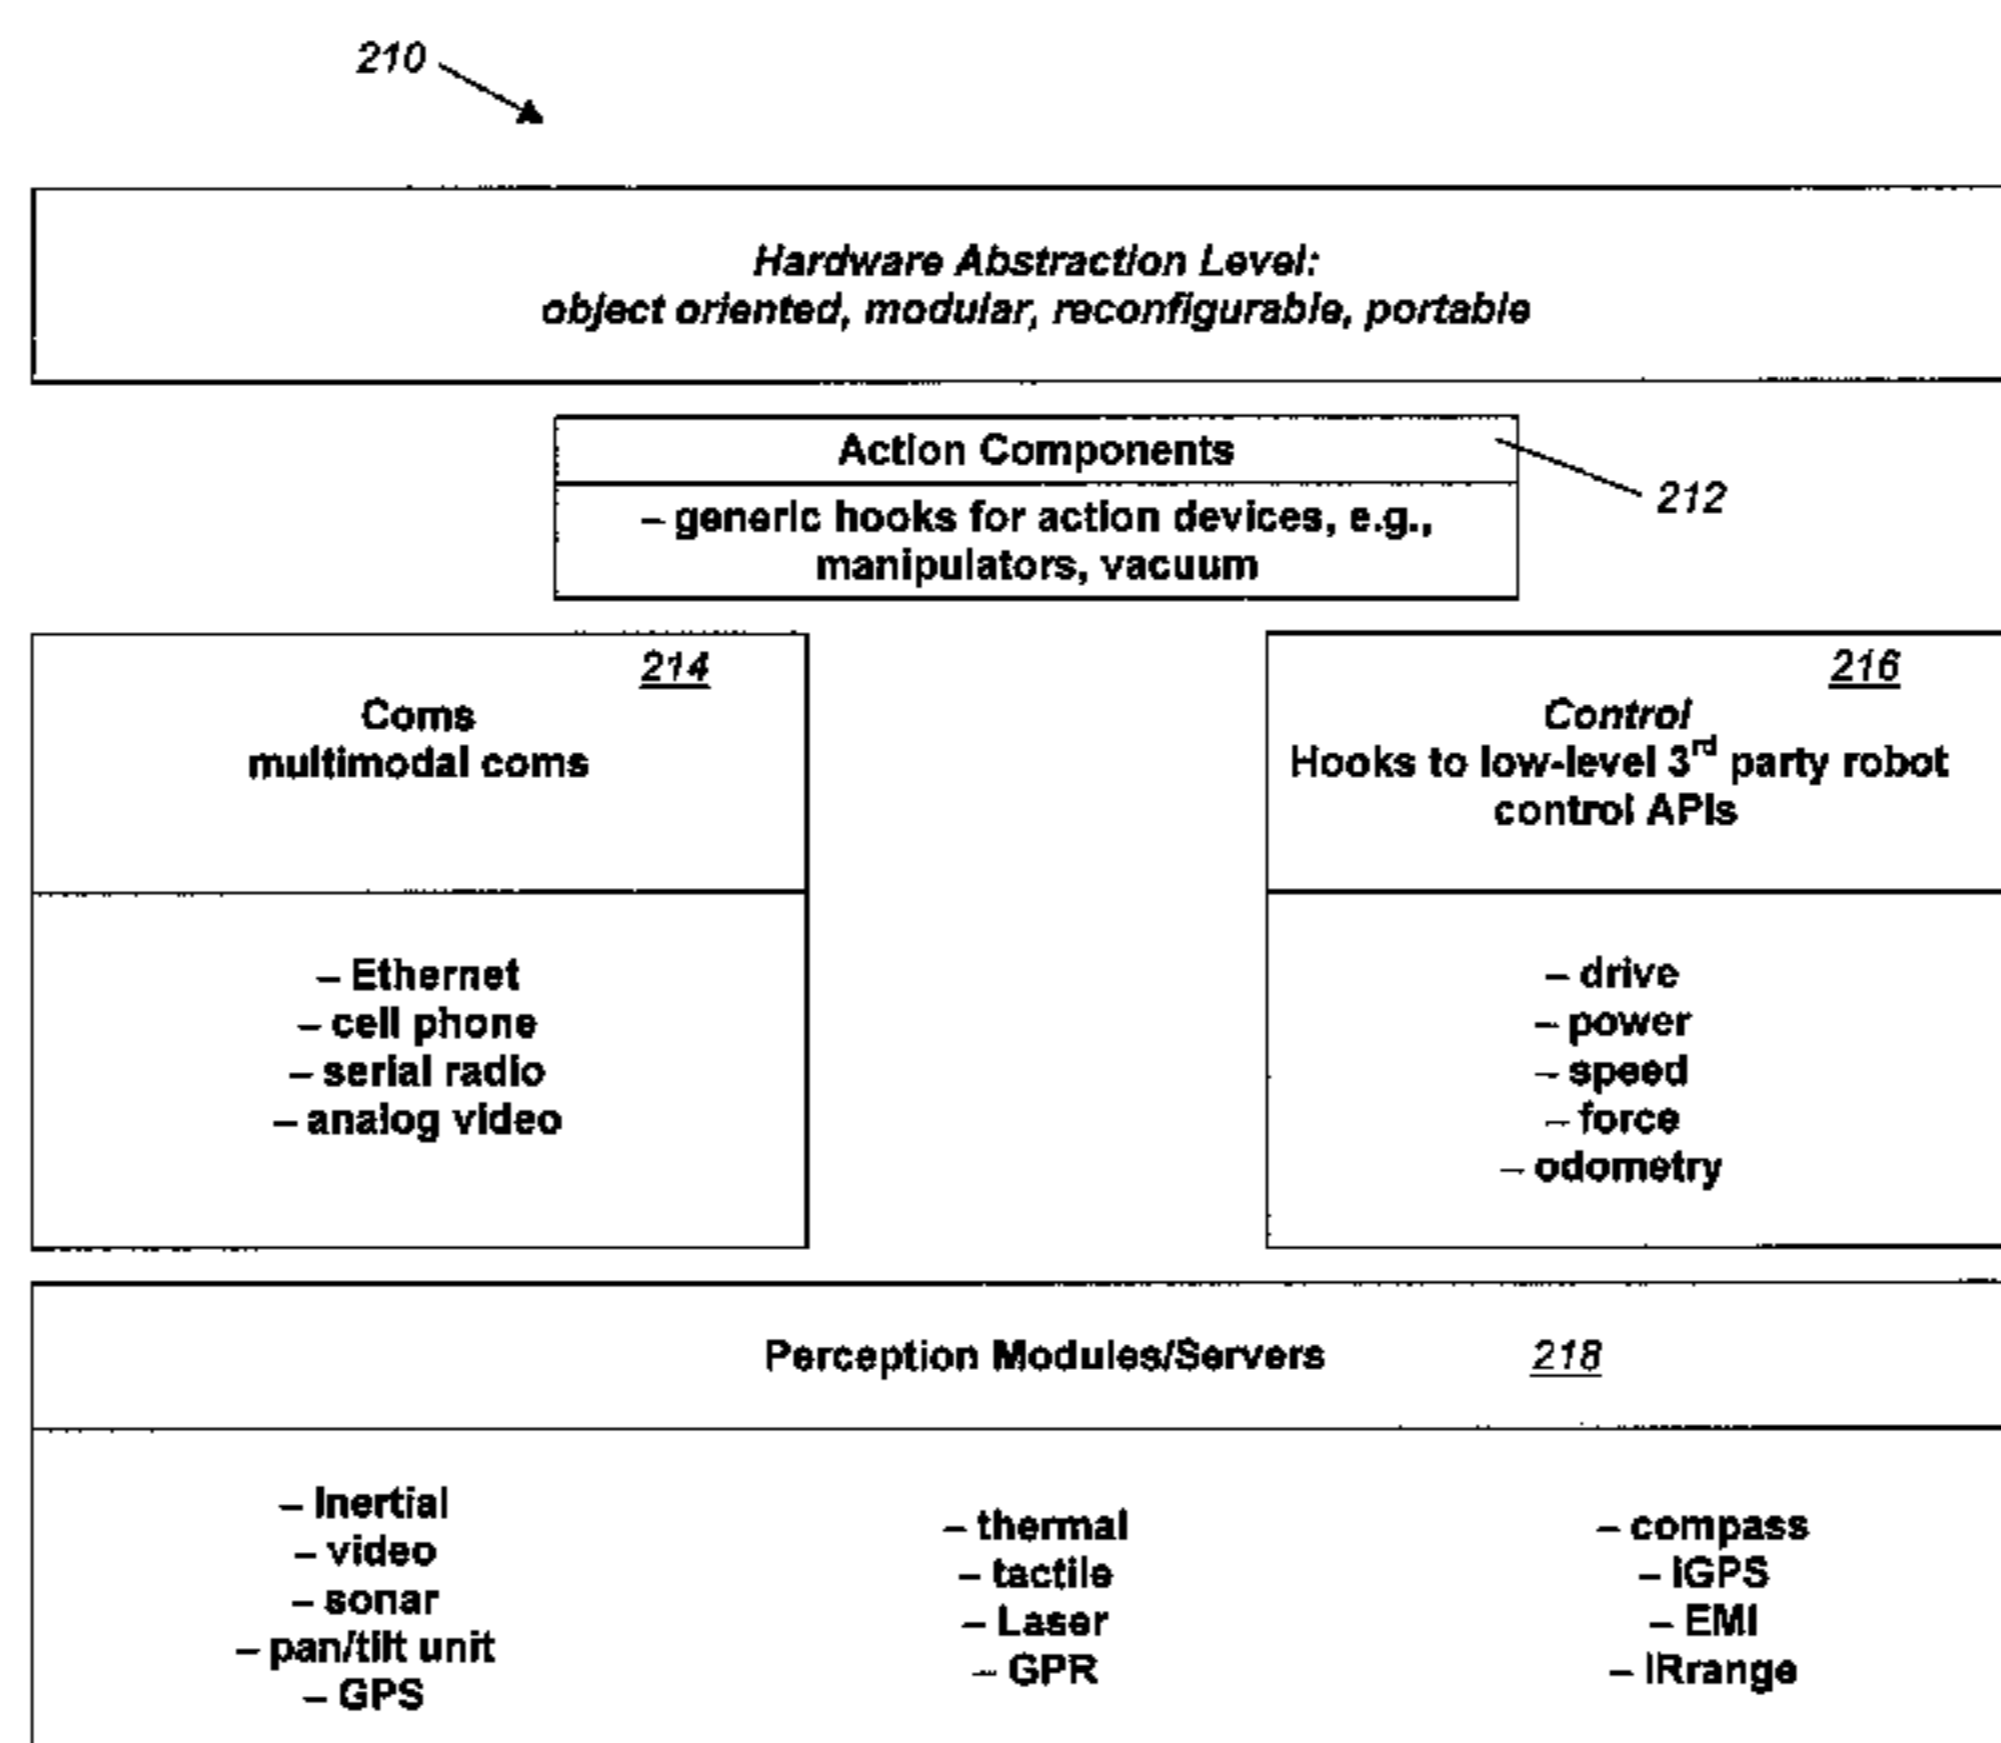 210
Hardware Abstraction Level:
object oriented, modular, reconfigurable, portable
Action Components
– generic hooks for action devices, e.g.,
manipulators, vacuum
212
214
Coms
multimodal coms
– Ethernet
– cell phone
– serial radio
– analog video
216
Control
Hooks to low-level 3rd party robot
control APIs
– drive
– power
– speed
– force
– odometry
Perception Modules/Servers 218
– Inertial
– video
– sonar
– pan/tilt unit
– GPS
– thermal
– tactile
– Laser
– GPR
– compass
– IGPS
– EMI
– IRrange